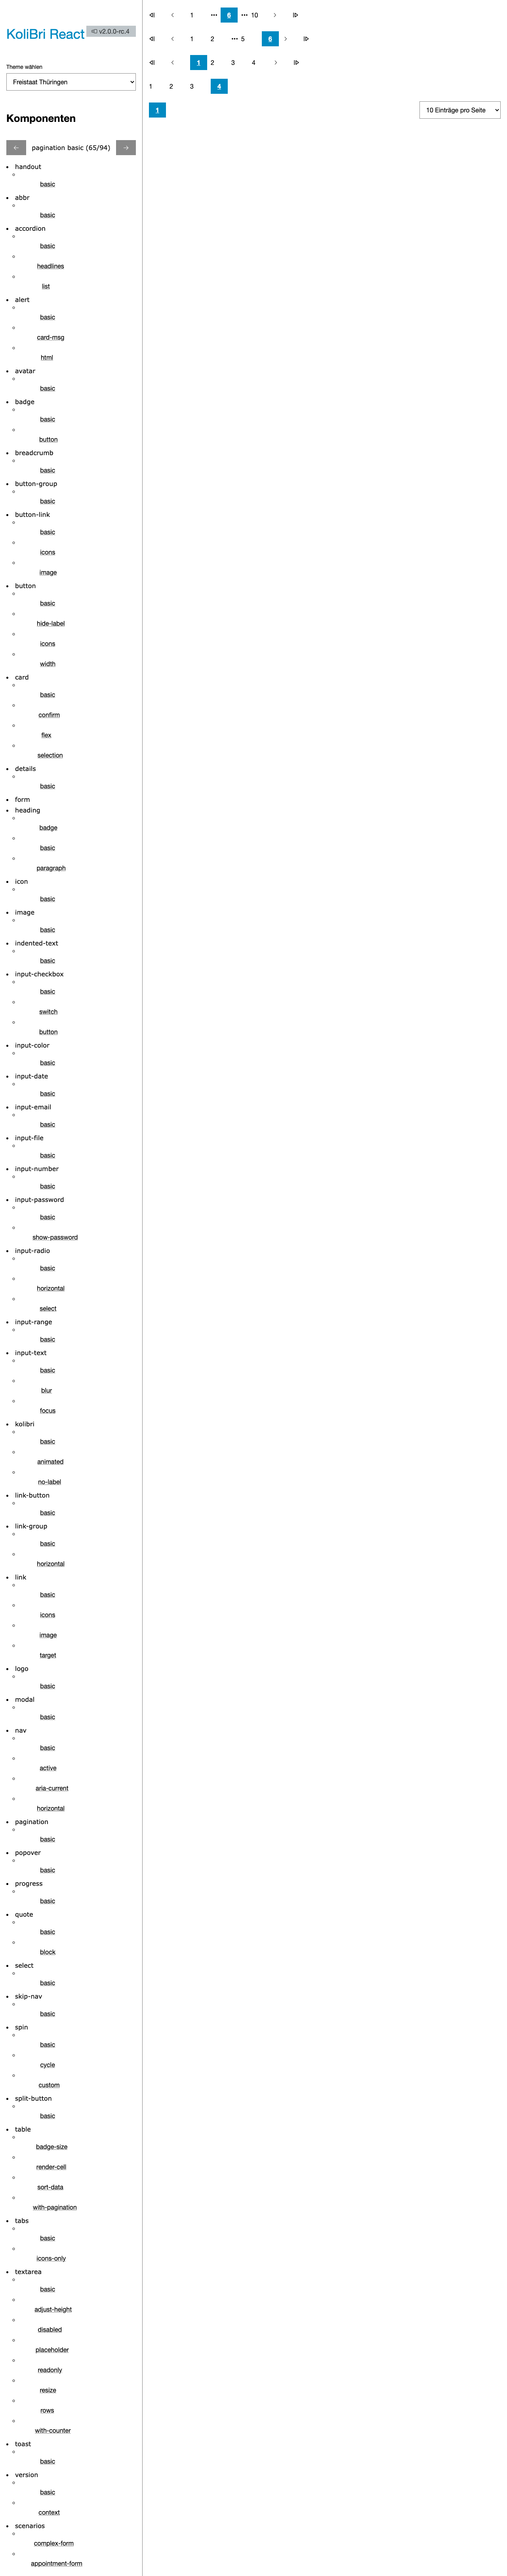 KoliBri React v2.0.0-rc.4
Theme wählen
Freistaat Thüringen
Komponenten
← pagination basic (65/94) →
handout
basic
abbr
basic
accordion
basic
headlines
list
alert
basic
card-msg
html
avatar
basic
badge
basic
button
breadcrumb
basic
button-group
basic
button-link
basic
icons
image
button
basic
hide-label
icons
width
card
basic
confirm
flex
selection
details
basic
form
heading
badge
basic
paragraph
icon
basic
image
basic
indented-text
basic
input-checkbox
basic
switch
button
input-color
basic
input-date
basic
input-email
basic
input-file
basic
input-number
basic
input-password
basic
show-password
input-radio
basic
horizontal
select
input-range
basic
input-text
basic
blur
focus
kolibri
basic
animated
no-label
link-button
basic
link-group
basic
horizontal
link
basic
icons
image
target
logo
basic
modal
basic
nav
basic
active
aria-current
horizontal
pagination
basic
popover
basic
progress
basic
quote
basic
block
select
basic
skip-nav
basic
spin
basic
cycle
custom
split-button
basic
table
badge-size
render-cell
sort-data
with-pagination
tabs
basic
icons-only
textarea
basic
adjust-height
disabled
placeholder
readonly
resize
rows
with-counter
toast
basic
version
basic
context
scenarios
complex-form
appointment-form
1 ••• 6 ••• 10
1 2 ••• 5 6
1 2 3 4
1 2 3 4
1
10 Einträge pro Seite